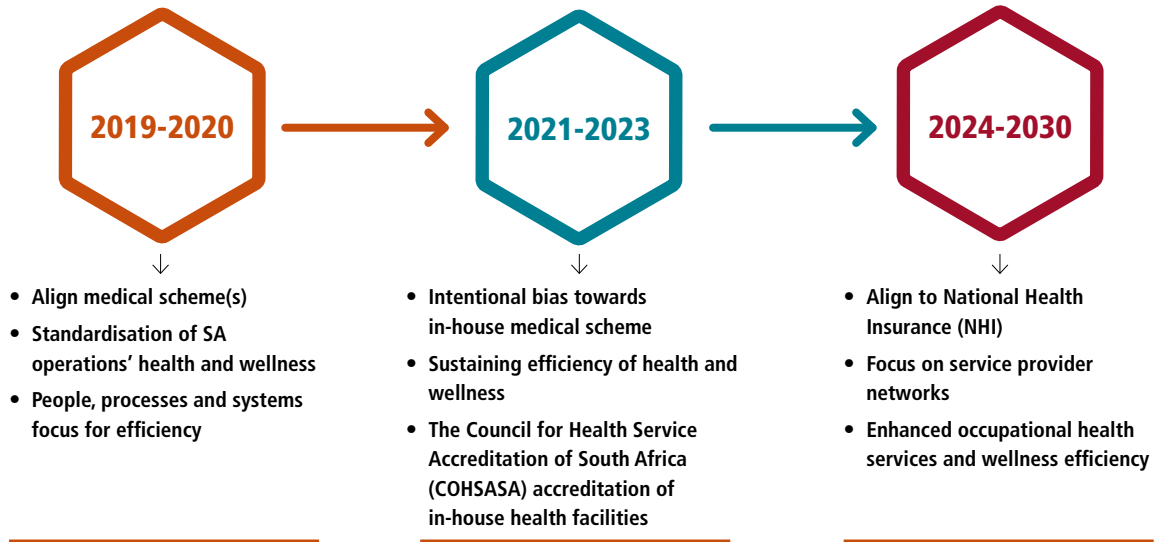 2019-2020
• Align medical scheme(s)
• Standardisation of SA
operations’ health and wellness
• People, processes and systems
focus for efficiency
2021-2023
• Intentional bias towards
in-house medical scheme
• Sustaining efficiency of health and
wellness
• The Council for Health Service
Accreditation of South Africa
(COHSASA) accreditation of
in-house health facilities
2024-2030
• Align to National Health
Insurance (NHI)
• Focus on service provider
networks
• Enhanced occupational health
services and wellness efficiency